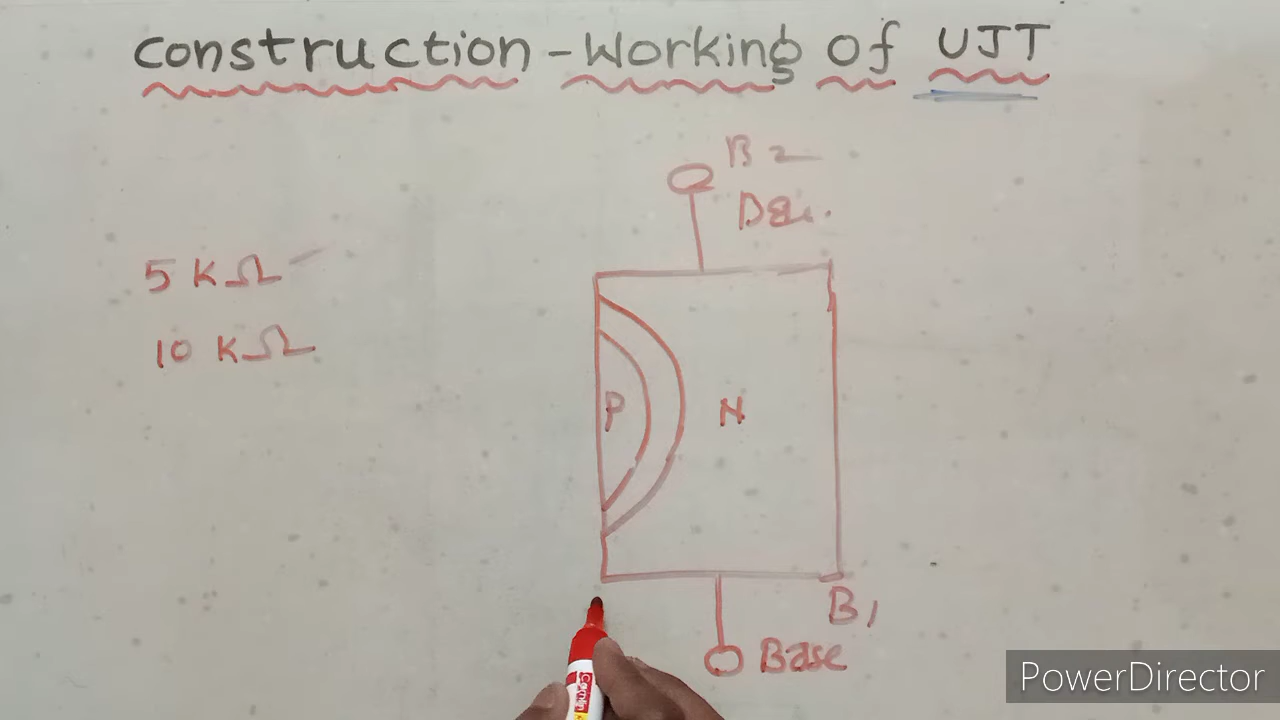 Construction - Working Of UJT
B2
5 KΩ
10 KΩ
P
N
B1
Base
PowerDirector